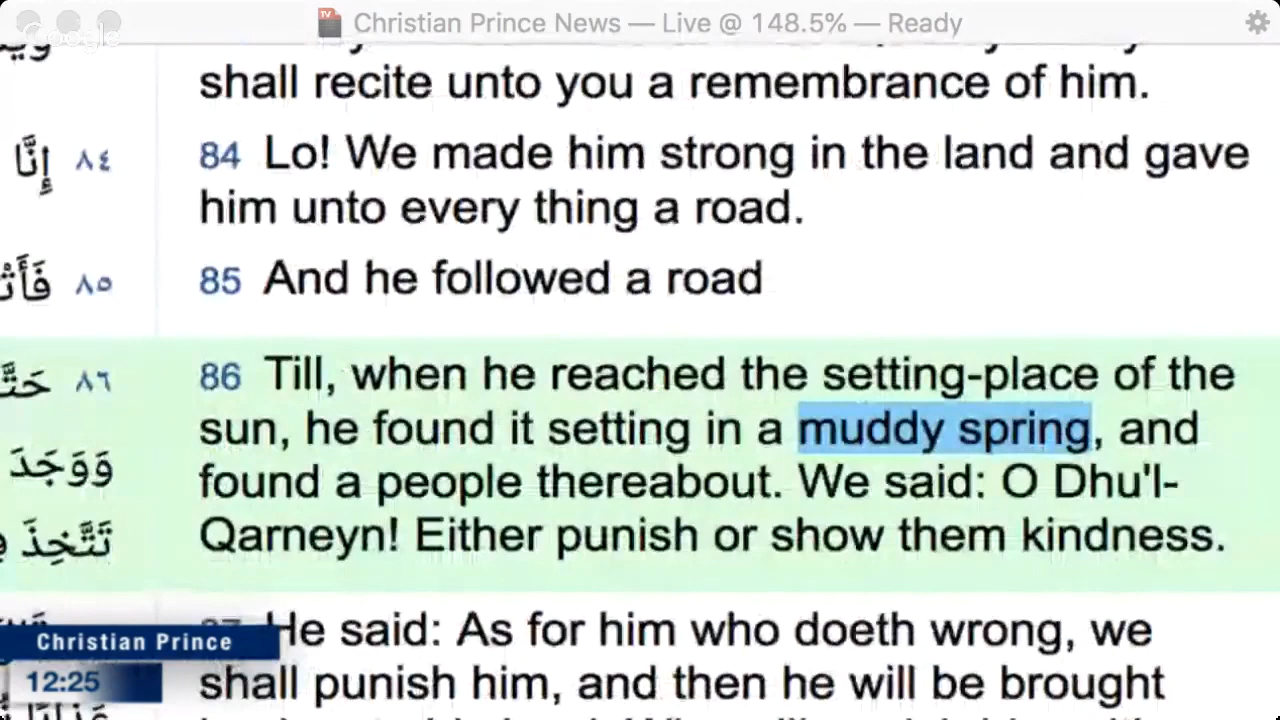 Christian Prince News — Live @ 148.5% — Ready
Google
shall recite unto you a remembrance of him.
إِنَّا ٨٤
84 Lo! We made him strong in the land and gave
him unto every thing a road.
٨٥
85 And he followed a road
٨٦
86 Till, when he reached the setting-place of the
sun, he found it setting in a muddy spring, and
وَوَجَدَ
found a people thereabout. We said: O Dhu'l-
تَتَّخِذَ
Qarneyn! Either punish or show them kindness.
He said: As for him who doeth wrong, we
Christian Prince
shall punish him, and then he will be brought
12:25